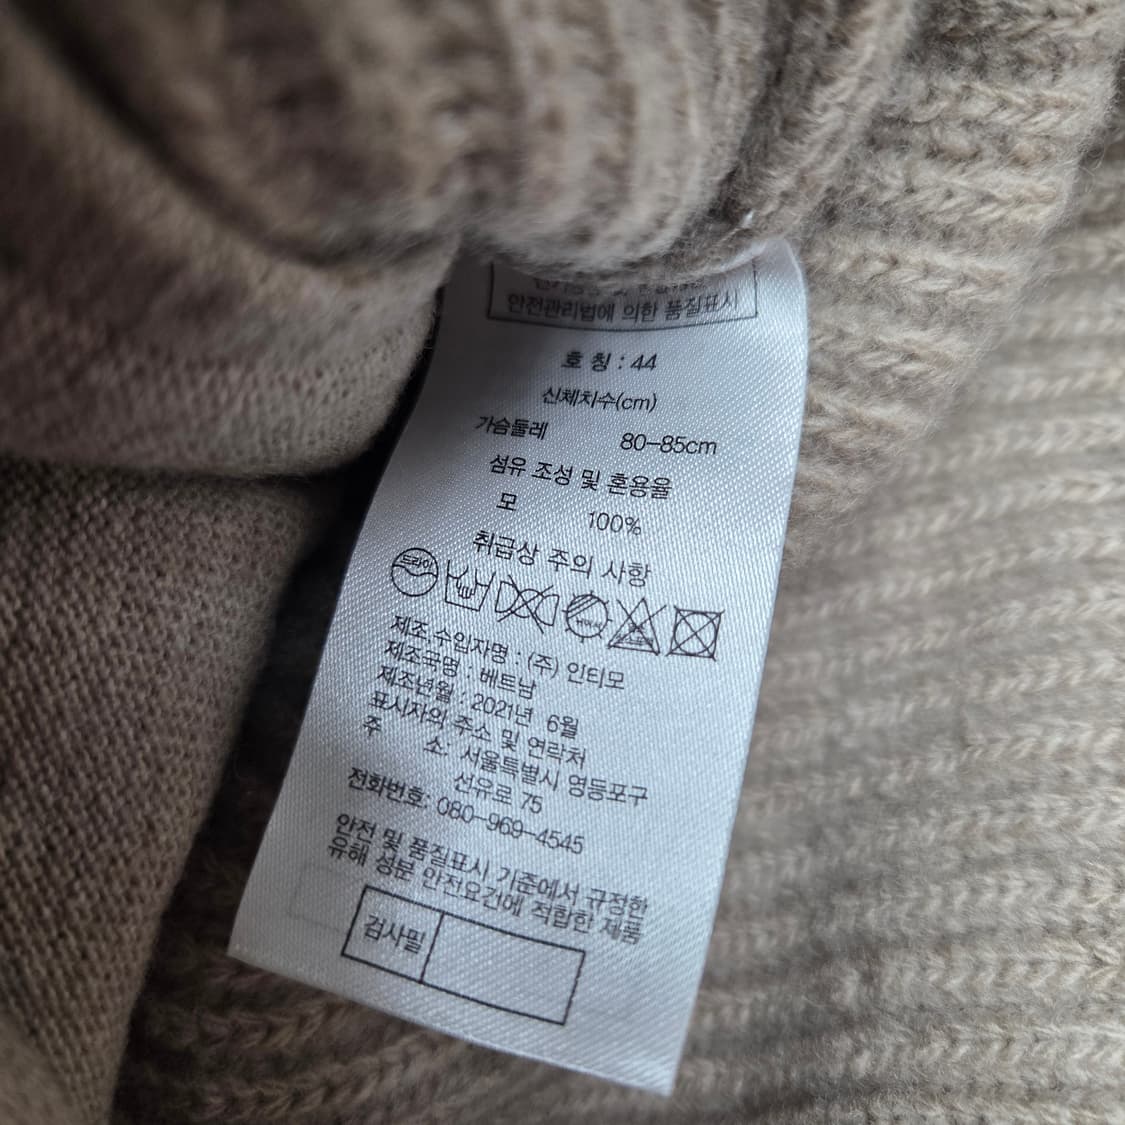 안전관리법에 의한 품질표시
호 칭 : 44
신체치수(cm)
가슴둘레 80-85cm
섬유 조성 및 혼용율
모 100%
취급상 주의 사항
드라이
제조.수입자명 : (주) 인티모
제조국명 : 베트남
제조년월 : 2021년 6월
표시자의 주소 및 연락처
주 소: 서울특별시 영등포구
선유로 75
전화번호: 080-969-4545
안전 및 품질표시 기준에서 규정한
유해 성분 안전요건에 적합한 제품
검사필